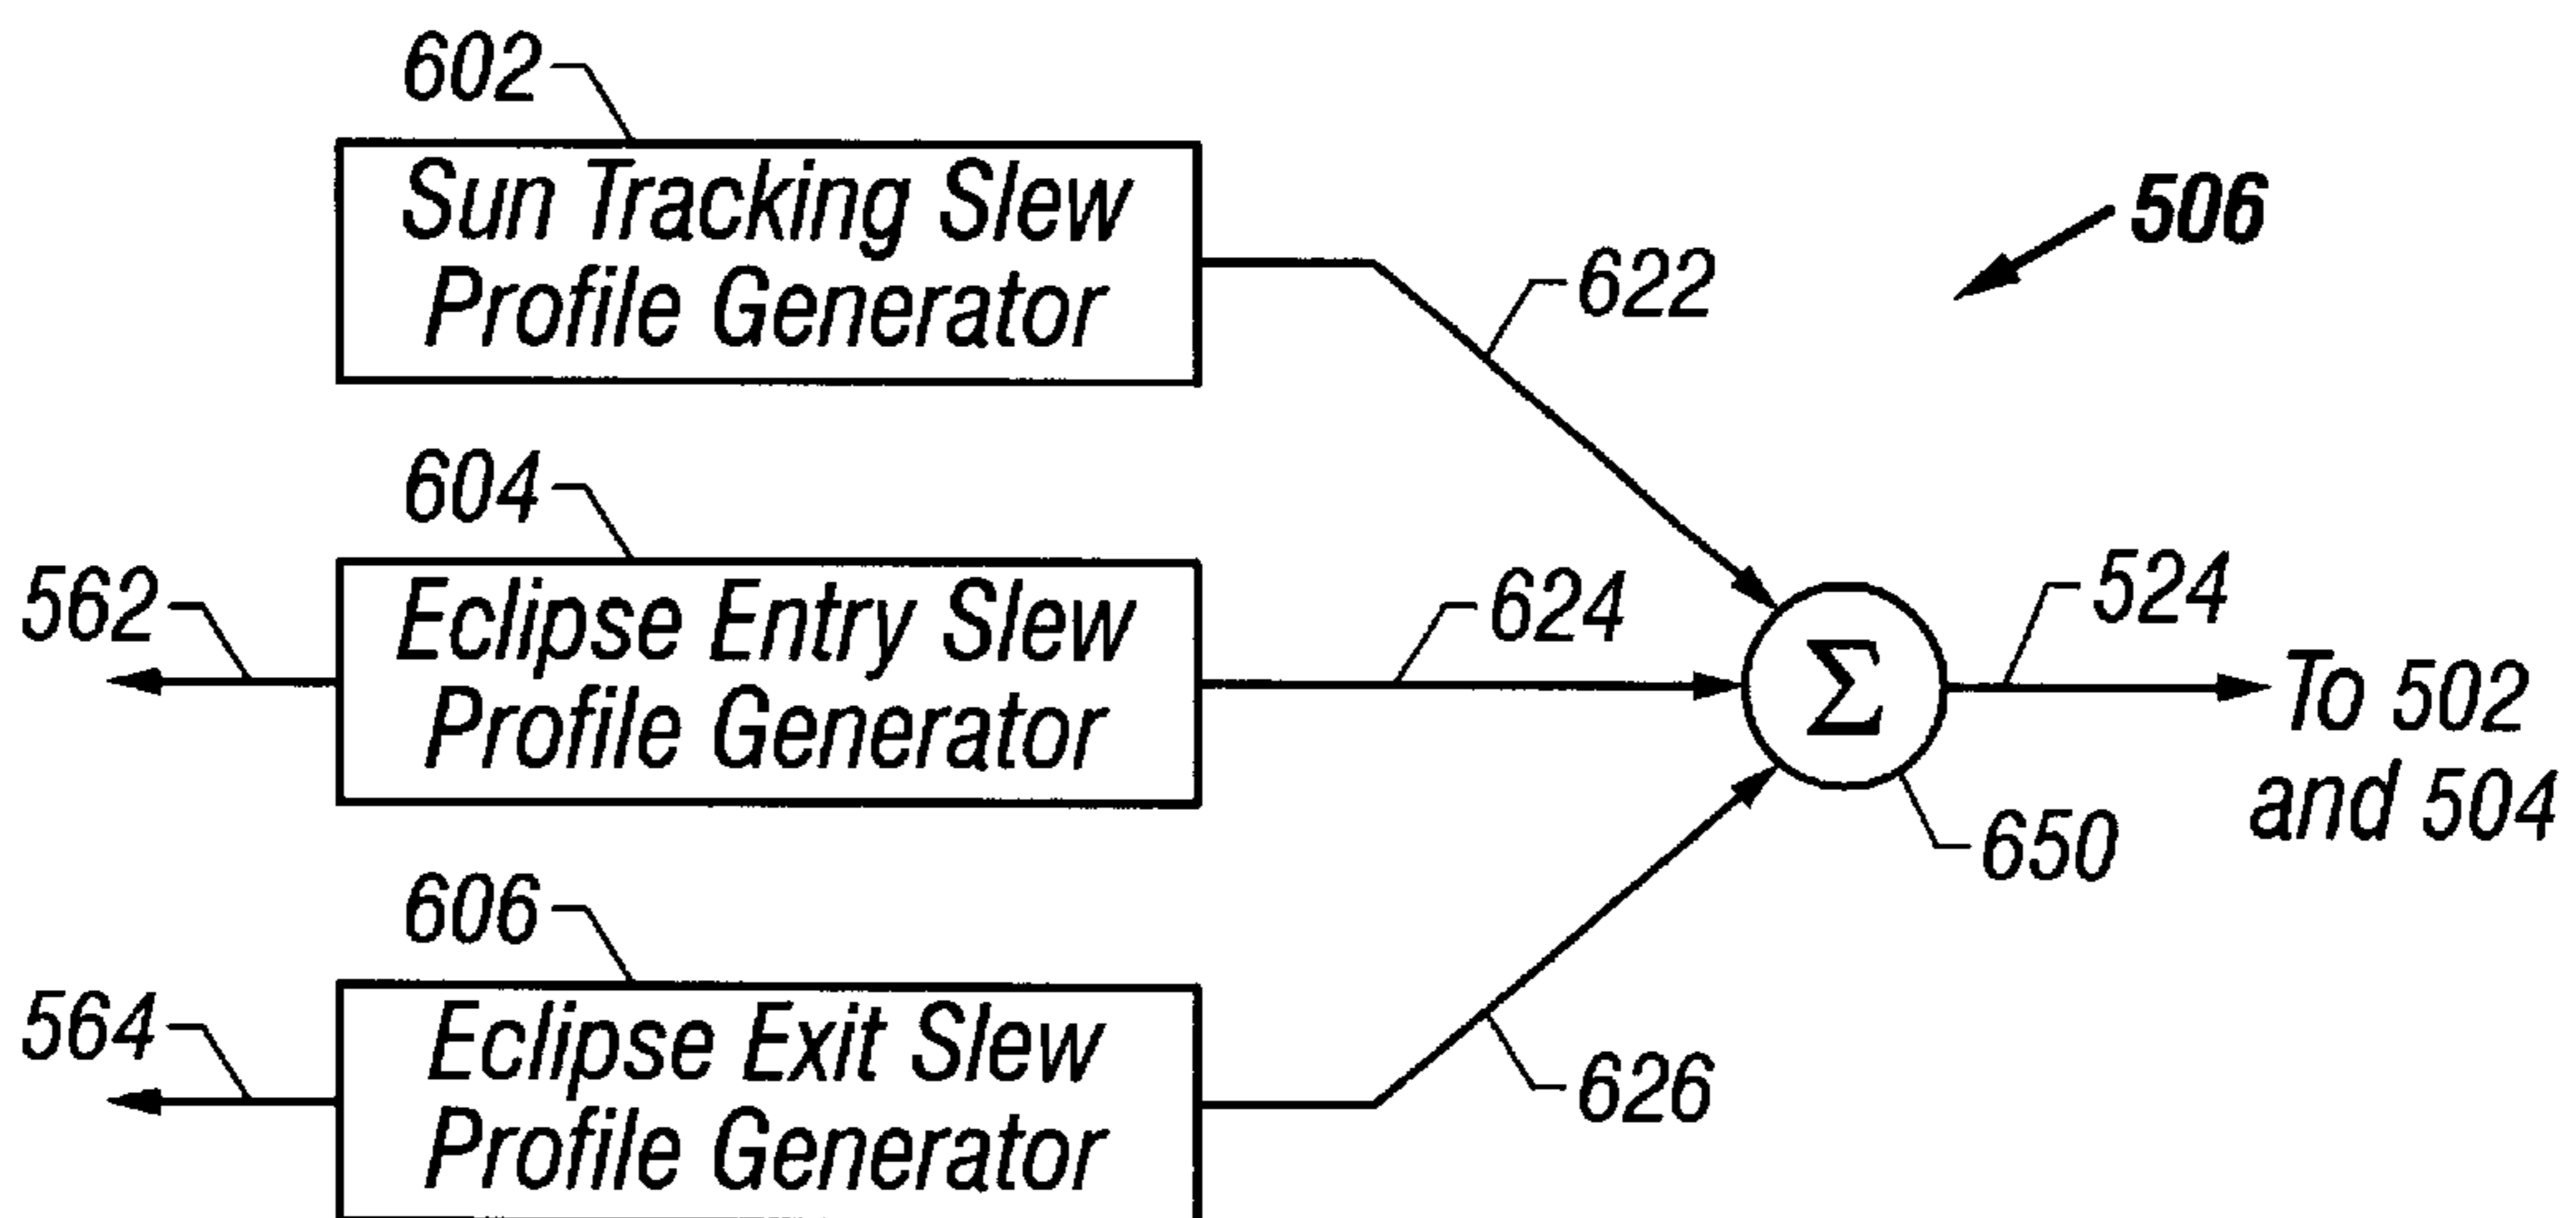 602
Sun Tracking Slew
Profile Generator
506
622
604
562
Eclipse Entry Slew
Profile Generator
624
Σ
524
To 502
and 504
650
606
564
Eclipse Exit Slew
Profile Generator
626